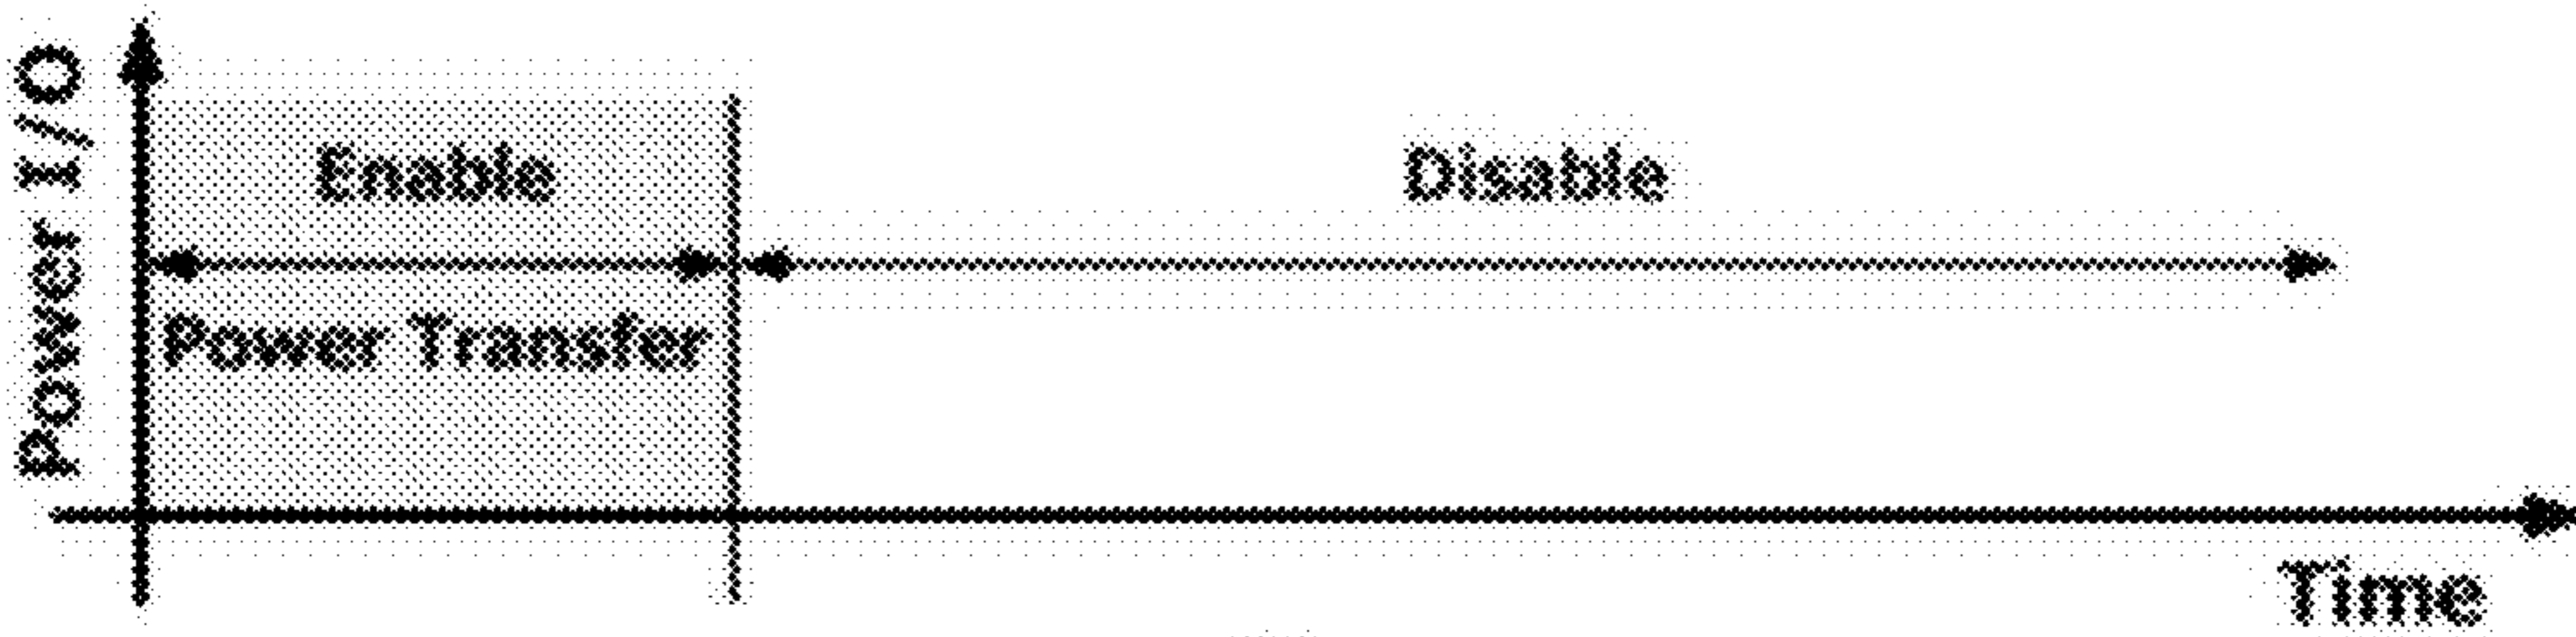 Power I/O
Enable
Disable
Power Transfer
Time